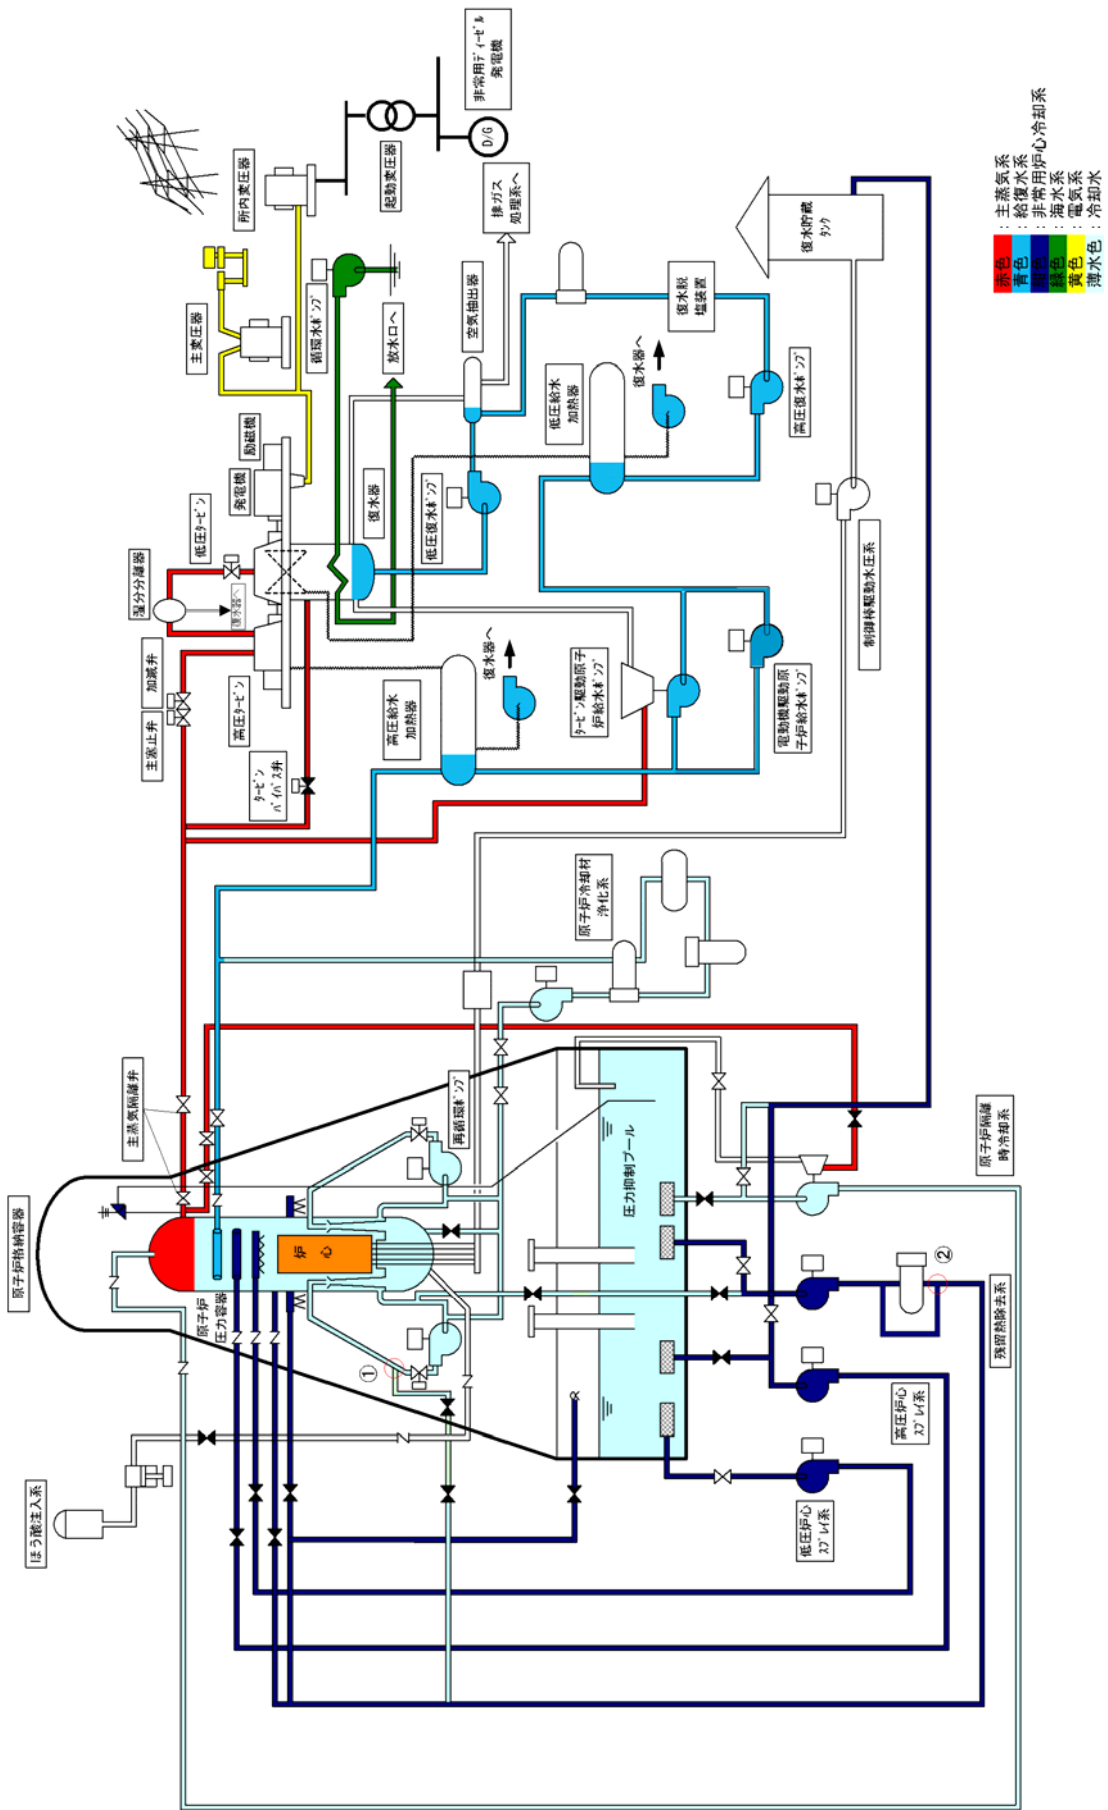 ほう酸注入系
原子炉格納容器
主蒸気隔離弁
原子炉
圧力容器
炉心
①
再循環ポンプ
圧力抑制プール
低圧炉心
スプレイ系
高圧炉心
スプレイ系
残留熱除去系
②
原子炉隔離
時冷却系
原子炉冷却材
浄化系
主塞止弁
加減弁
湿分分離器
低圧タービン
復水器へ
高圧タービン
タービン
バイパス弁
発電機
励磁機
主変圧器
所内変圧器
起動変圧器
非常用ディーゼル
発電機
D/G
循環水ポンプ
放水口へ
復水器
空気抽出器
排ガス
処理系へ
低圧復水ポンプ
高圧給水
加熱器
復水器へ
低圧給水
加熱器
復水器へ
復水脱
塩装置
高圧復水ポンプ
タービン駆動原子
炉給水ポンプ
電動機駆動原
子炉給水ポンプ
制御棒駆動水圧系
復水貯蔵
タンク
赤色：主蒸気系
青色：給復水系
紺色：非常用炉心冷却系
緑色：海水系
黄色：電気系
薄水色：冷却水